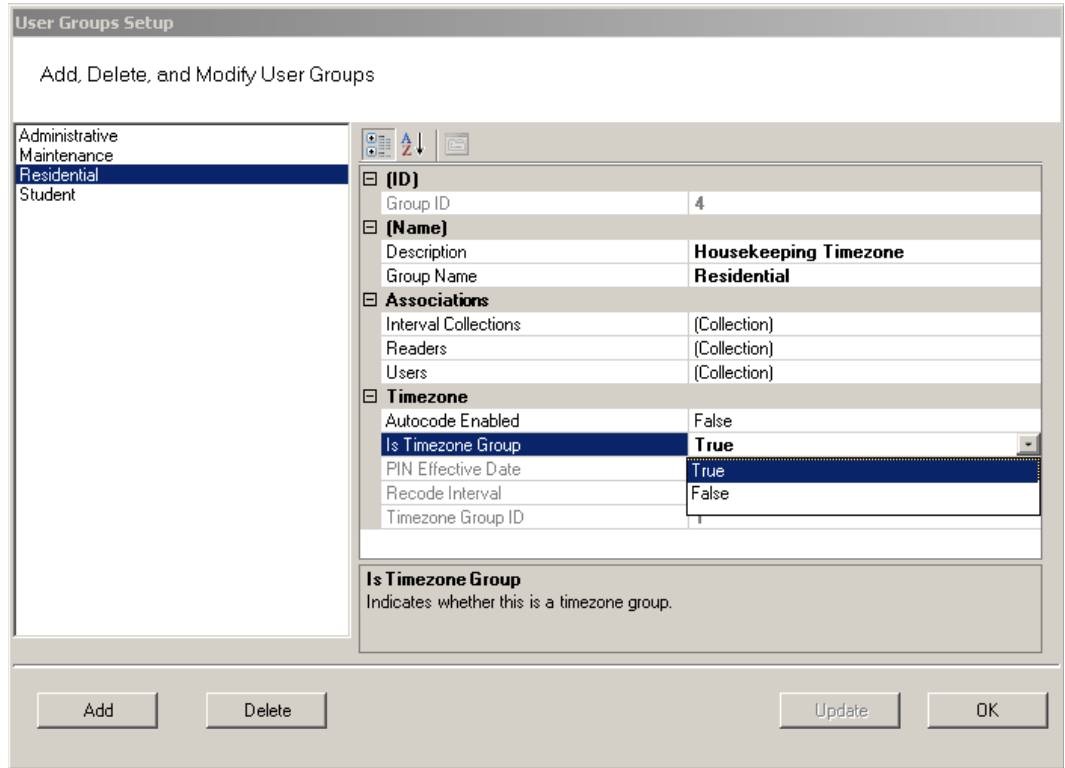 User Groups Setup
Add, Delete, and Modify User Groups
Administrative
Maintenance
Residential
Student
(ID)
Group ID 4
(Name)
Description Housekeeping Timezone
Group Name Residential
Associations
Interval Collections (Collection)
Readers (Collection)
Users (Collection)
Timezone
Autocode Enabled False
Is Timezone Group True
PIN Effective Date True
Recode Interval False
Timezone Group ID
Is Timezone Group
Indicates whether this is a timezone group.
Add Delete Update OK